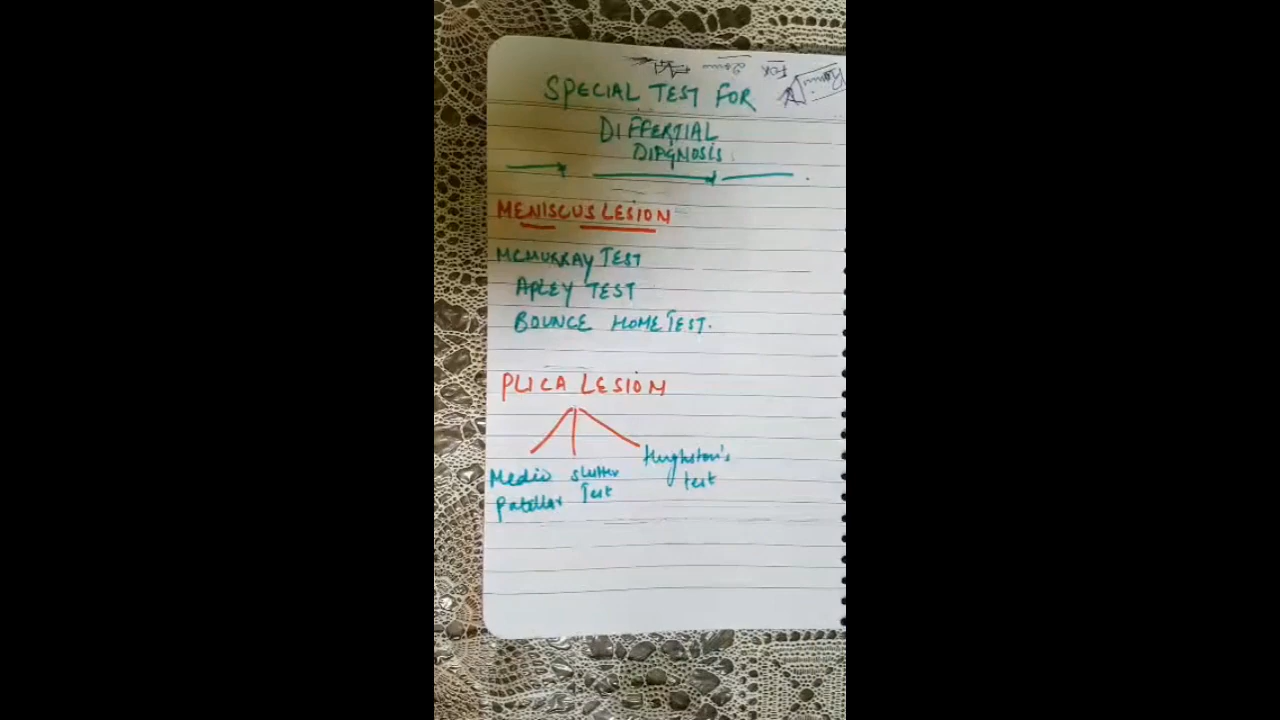 SPECIAL TEST FOR
DIFFERTIAL
DIAGNOSIS
MENISCUS LESION
MCMURRAY TEST
APLEY TEST
BOUNCE HOME TEST.
PLICA LESION
Medio
patellar
slutter
Test
Hughston's
test